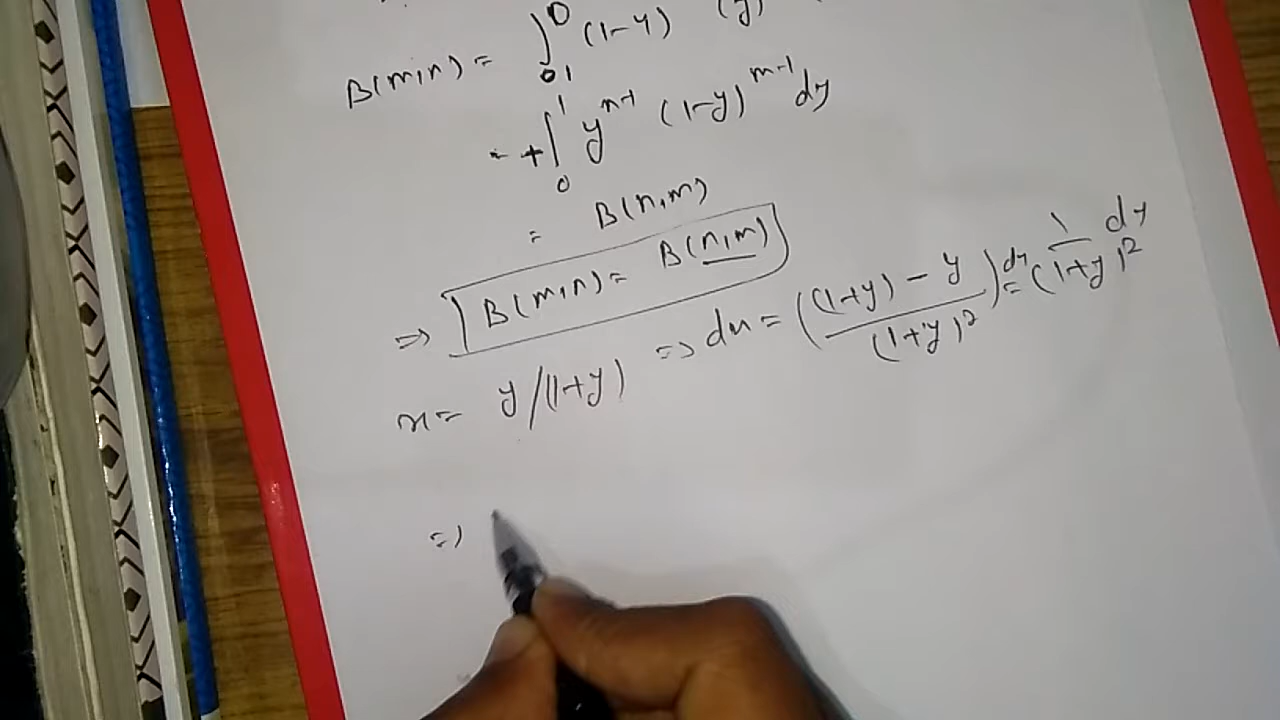 B(m,n) = ∫₁⁰ (1-y) (y)
= +∫₀¹ y^{n-1} (1-y)^{m-1} dy
= B(n,m)
=> B(m,n) = B(n,m)
x = y/(1+y) => dx = (((1+y) - y)/(1+y)²) dy = 1/(1+y)² dy
=>